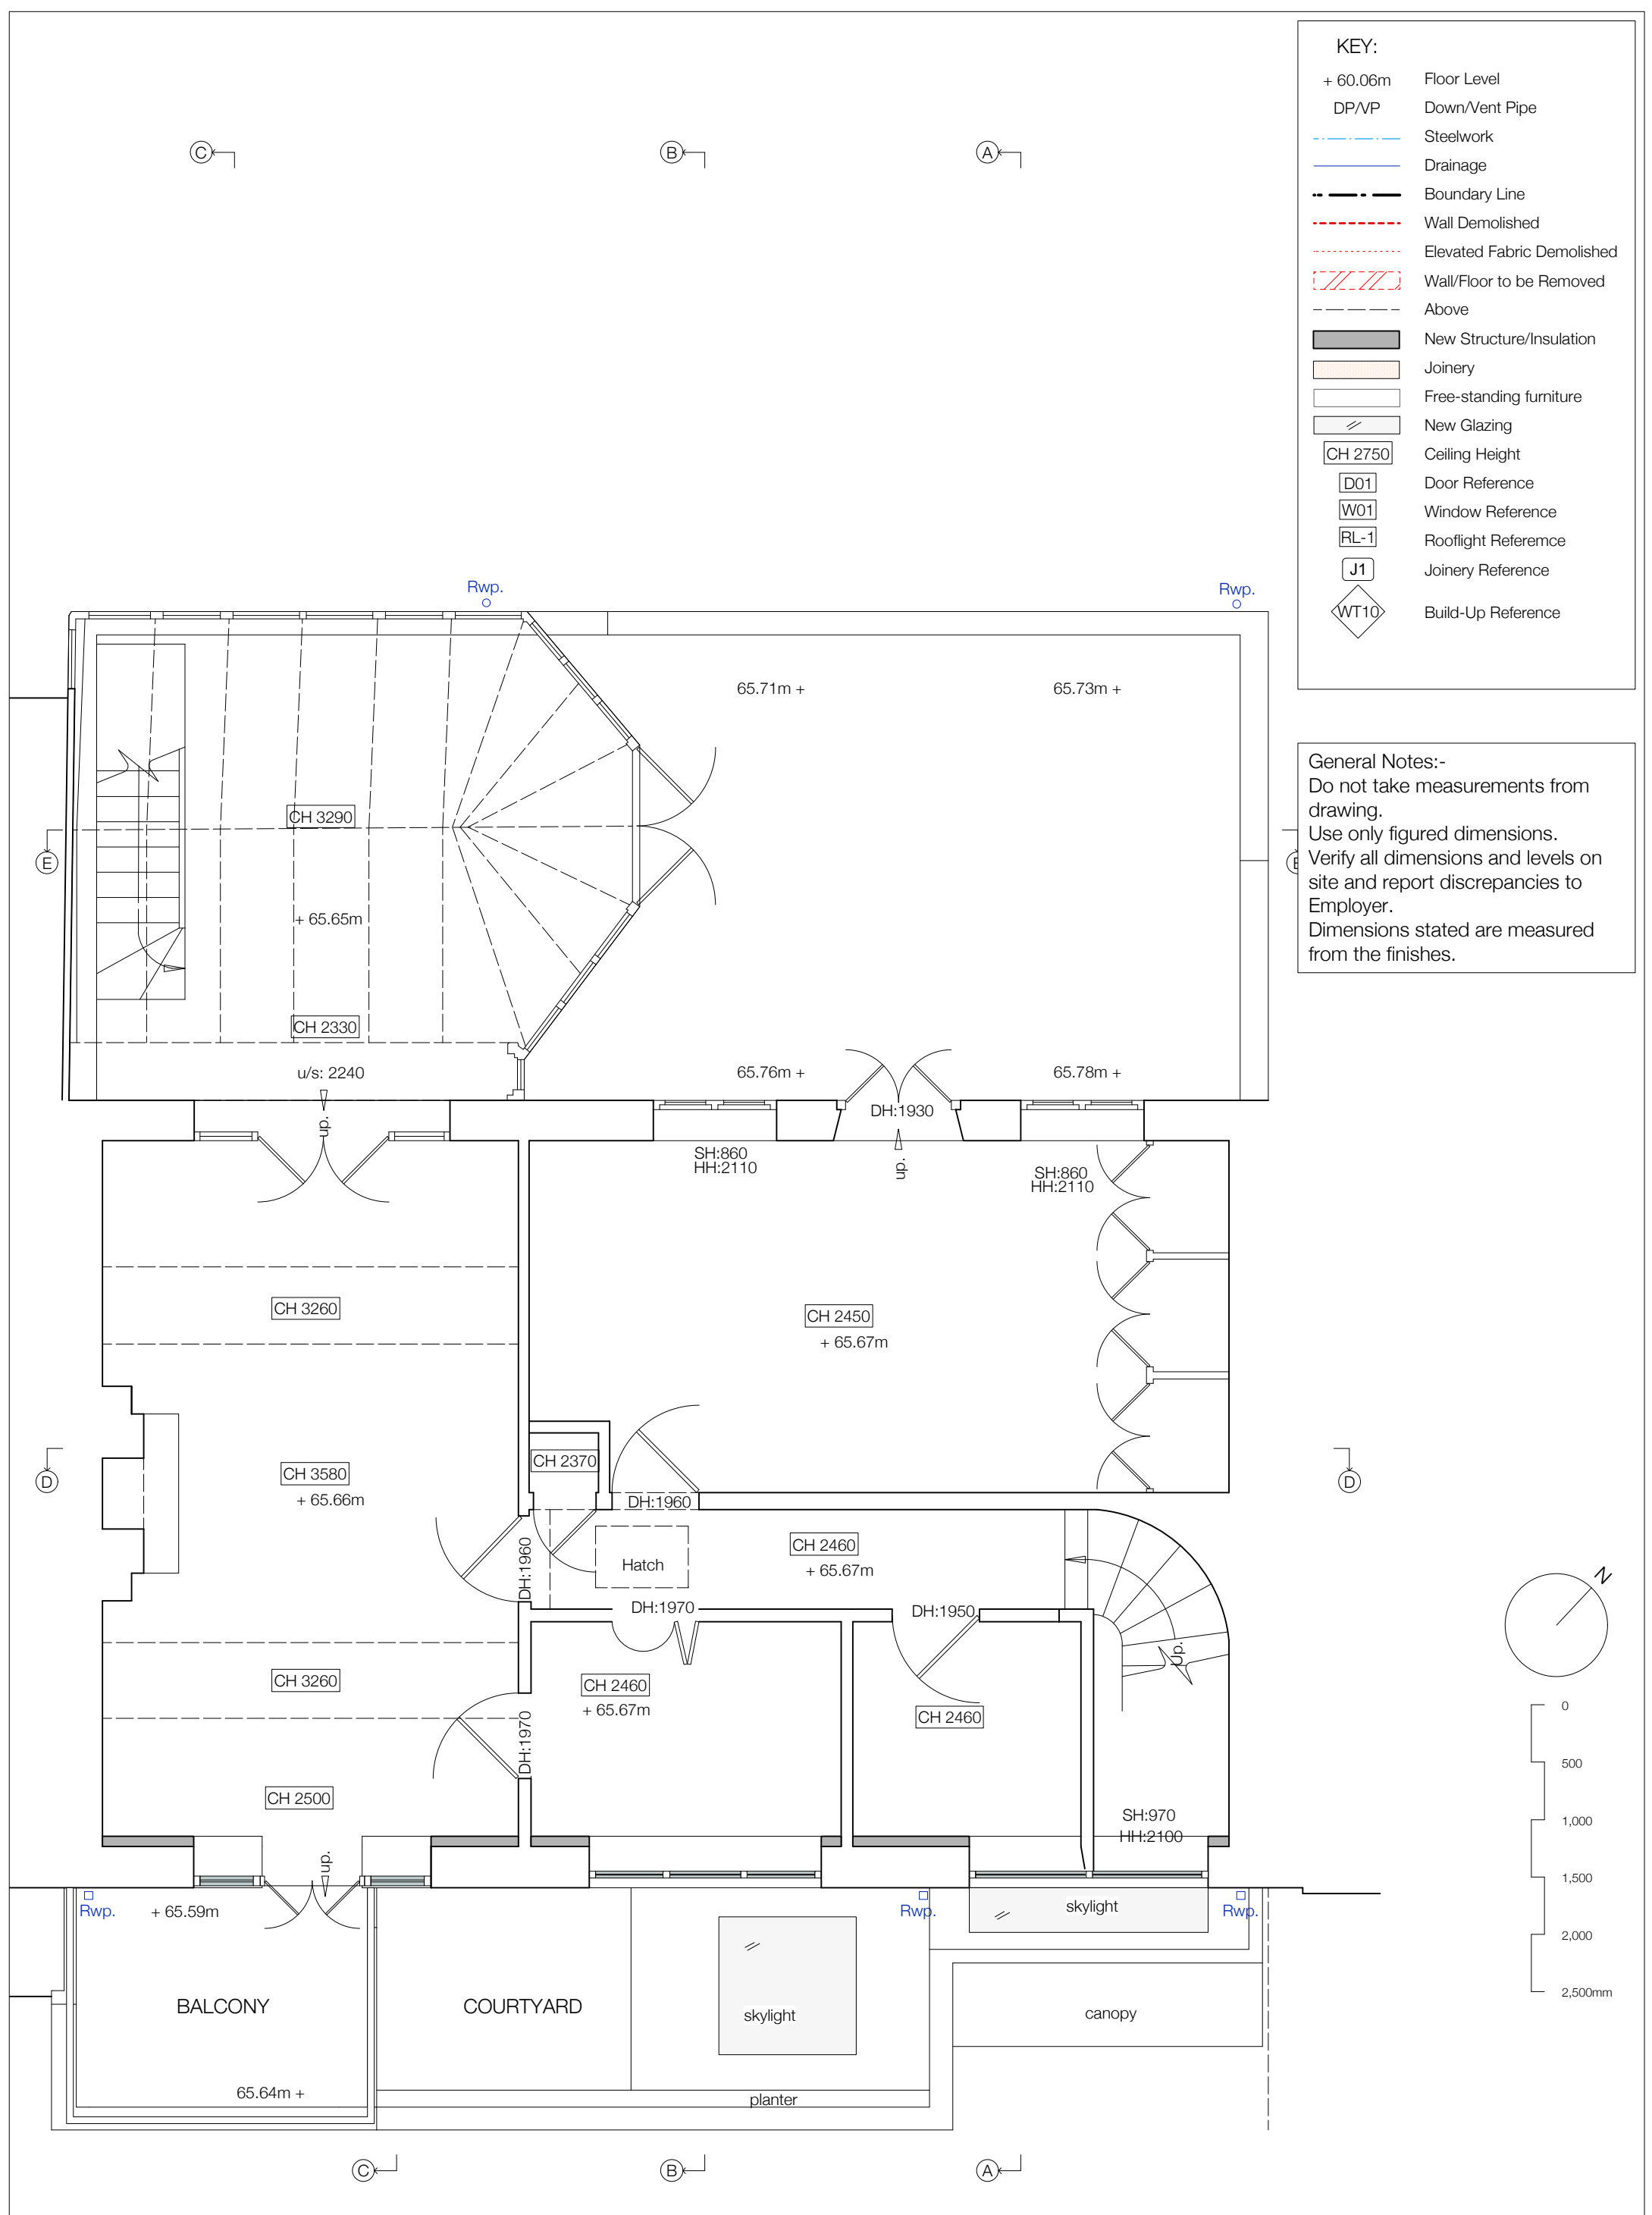 KEY:
+ 60.06m Floor Level
DP/VP Down/Vent Pipe
Steelwork
Drainage
Boundary Line
Wall Demolished
Elevated Fabric Demolished
Wall/Floor to be Removed
Above
New Structure/Insulation
Joinery
Free-standing furniture
New Glazing
CH 2750 Ceiling Height
D01 Door Reference
W01 Window Reference
RL-1 Rooflight Referemce
J1 Joinery Reference
WT10 Build-Up Reference
General Notes:-
Do not take measurements from
drawing.
Use only figured dimensions.
Verify all dimensions and levels on
site and report discrepancies to
Employer.
Dimensions stated are measured
from the finishes.
C
B
A
Rwp.
Rwp.
65.71m +
65.73m +
CH 3290
E
E
+ 65.65m
CH 2330
u/s: 2240
up.
65.76m +
65.78m +
DH:1930
up.
SH:860
HH:2110
SH:860
HH:2110
CH 3260
CH 2450
+ 65.67m
D
D
CH 3580
+ 65.66m
CH 2370
DH:1960
DH:1960
Hatch
CH 2460
+ 65.67m
DH:1970
DH:1950
Up.
CH 3260
CH 2460
+ 65.67m
DH:1970
CH 2460
CH 2500
SH:970
HH:2100
up.
N
0
500
1,000
1,500
2,000
2,500mm
Rwp.
+ 65.59m
Rwp.
skylight
Rwp.
BALCONY
COURTYARD
skylight
canopy
65.64m +
planter
C
B
A